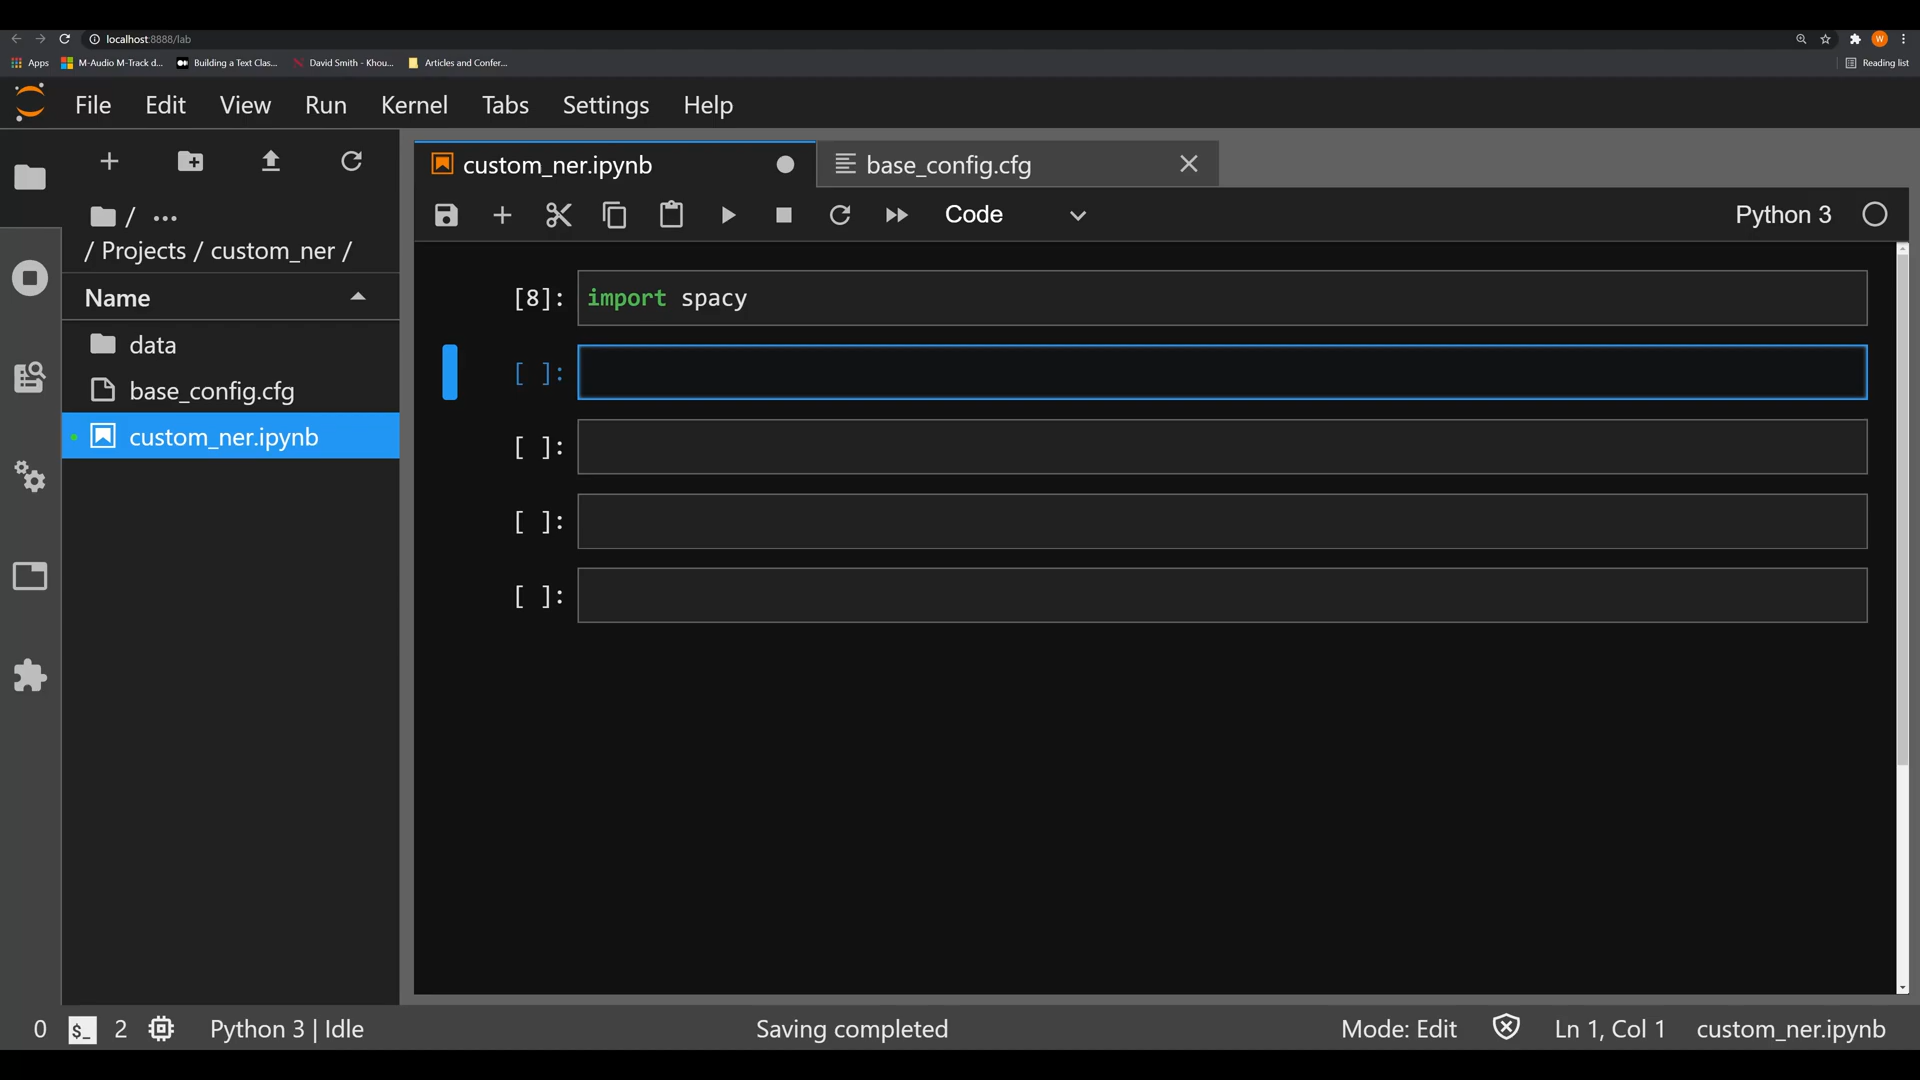 localhost:8888/lab
Apps M-Audio M-Track d... Building a Text Clas... David Smith - Khou... Articles and Confer... Reading list
W
File Edit View Run Kernel Tabs Settings Help
custom_ner.ipynb base_config.cfg
Code Python 3
/ ...
/ Projects / custom_ner /
Name
data
base_config.cfg
custom_ner.ipynb
[8]: import spacy
[ ]:
[ ]:
[ ]:
[ ]:
0 $_ 2 Python 3 | Idle Saving completed Mode: Edit Ln 1, Col 1 custom_ner.ipynb